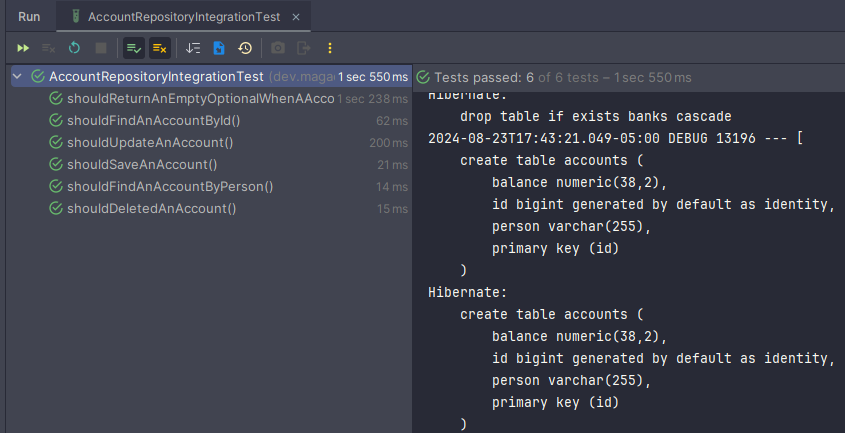 Run
AccountRepositoryIntegrationTest
AccountRepositoryIntegrationTest (dev.maga 1 sec 550 ms
shouldReturnAnEmptyOptionalWhenAAcco 1 sec 238 ms
shouldFindAnAccountById() 62 ms
shouldUpdateAnAccount() 200 ms
shouldSaveAnAccount() 21 ms
shouldFindAnAccountByPerson() 14 ms
shouldDeletedAnAccount() 15 ms
Tests passed: 6 of 6 tests – 1 sec 550 ms
Hibernate:
drop table if exists banks cascade
2024-08-23T17:43:21.049-05:00 DEBUG 13196 --- [
create table accounts (
balance numeric(38,2),
id bigint generated by default as identity,
person varchar(255),
primary key (id)
)
Hibernate:
create table accounts (
balance numeric(38,2),
id bigint generated by default as identity,
person varchar(255),
primary key (id)
)